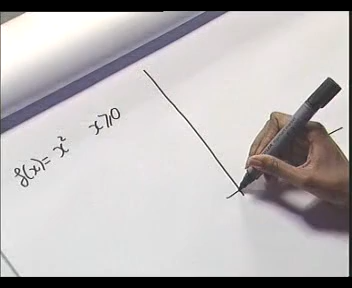 f(x) = x² x ⩾ 0